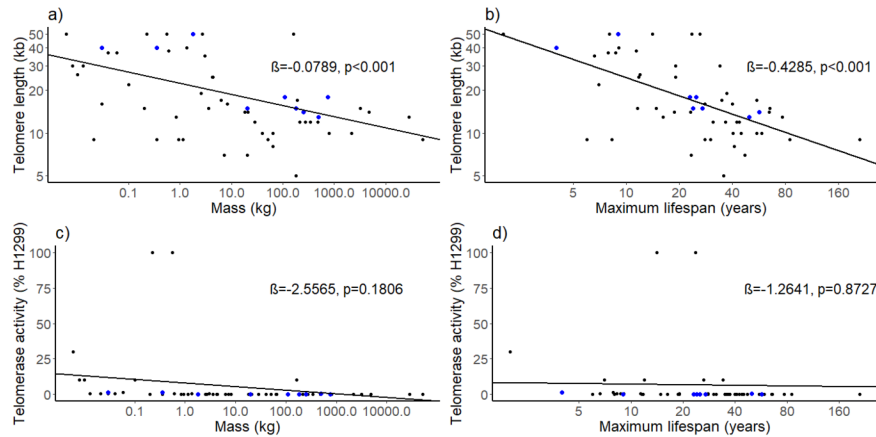 a)
Telomere length (kb)
50
40
30
20
10
5
ß=-0.0789, p<0.001
0.1 1.0 10.0 100.0 1000.0 10000.0
Mass (kg)
b)
Telomere length (kb)
50
40
30
20
10
5
ß=-0.4285, p<0.001
5 10 20 40 80 160
Maximum lifespan (years)
c)
Telomerase activity (% H1299)
100
75
50
25
0
ß=-2.5565, p=0.1806
0.1 1.0 10.0 100.0 1000.0 10000.0
Mass (kg)
d)
Telomerase activity (% H1299)
100
75
50
25
0
ß=-1.2641, p=0.8727
5 10 20 40 80 160
Maximum lifespan (years)